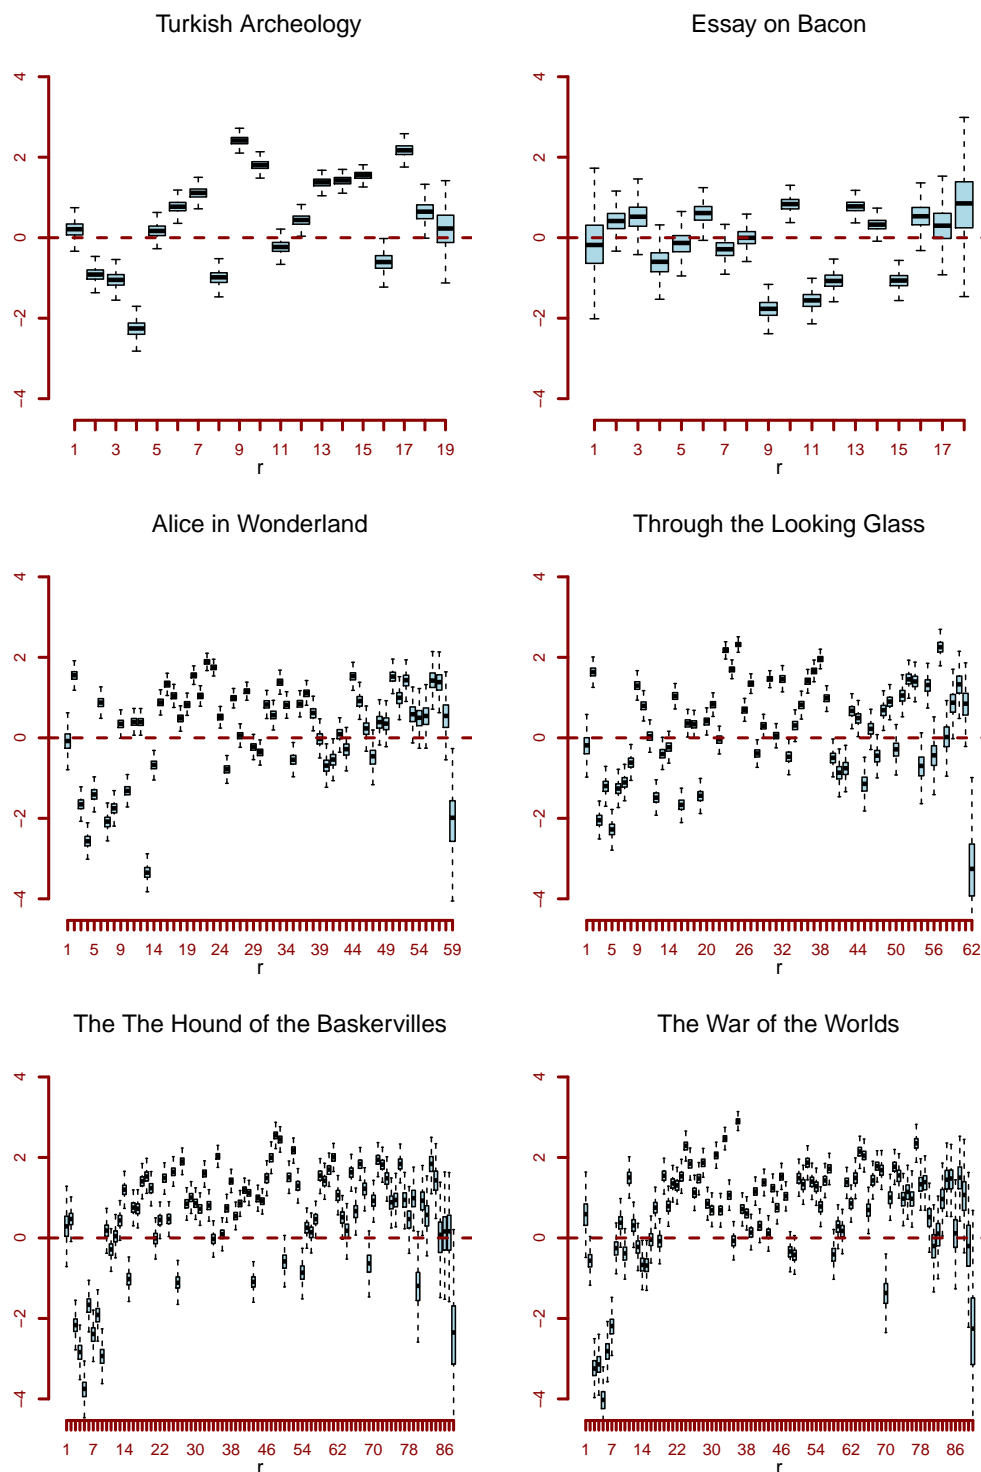 Turkish Archeology
4
2
0
−2
−4
1 3 5 7 9 11 13 15 17 19
r
Essay on Bacon
4
2
0
−2
−4
1 3 5 7 9 11 13 15 17
r
Alice in Wonderland
4
2
0
−2
−4
1 5 9 14 19 24 29 34 39 44 49 54 59
r
Through the Looking Glass
4
2
0
−2
−4
1 5 9 14 20 26 32 38 44 50 56 62
r
The The Hound of the Baskervilles
4
2
0
−2
−4
1 7 14 22 30 38 46 54 62 70 78 86
r
The War of the Worlds
4
2
0
−2
−4
1 7 14 22 30 38 46 54 62 70 78 86
r